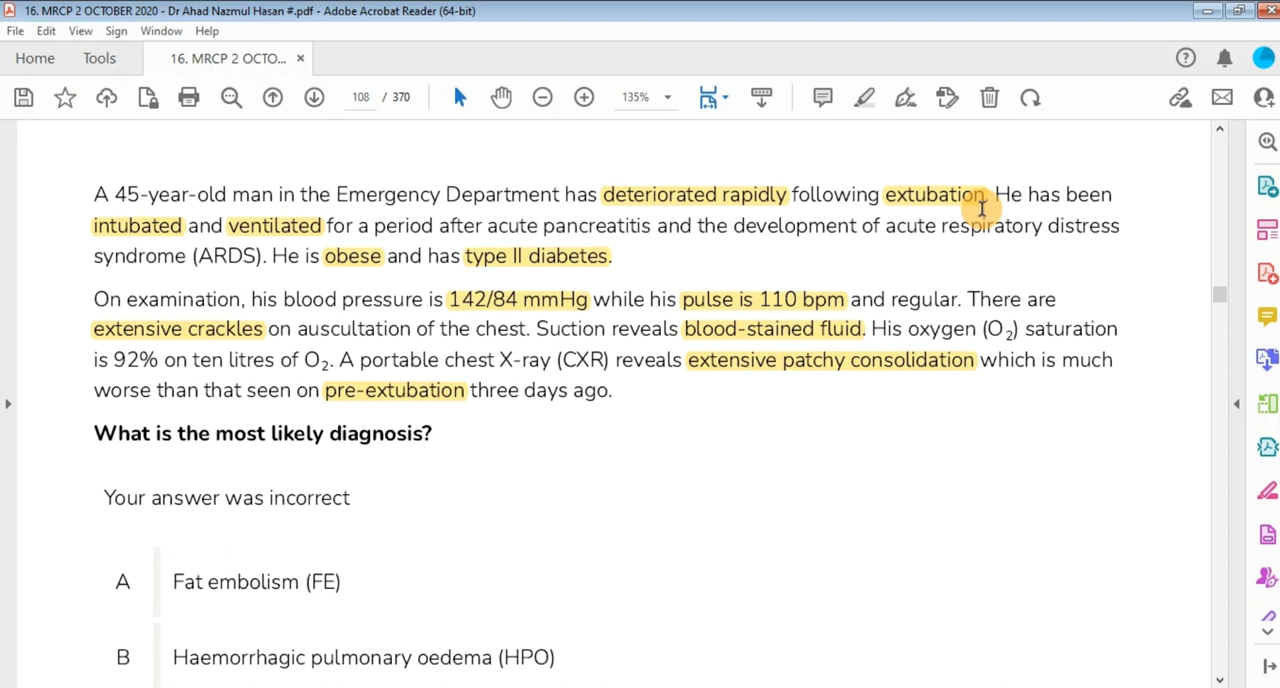 16. MRCP 2 OCTOBER 2020 - Dr Ahad Nazmul Hasan #.pdf - Adobe Acrobat Reader (64-bit)
File Edit View Sign Window Help
Home Tools 16. MRCP 2 OCTO... ×
108 / 370 135%
A 45-year-old man in the Emergency Department has deteriorated rapidly following extubation. He has been
intubated and ventilated for a period after acute pancreatitis and the development of acute respiratory distress
syndrome (ARDS). He is obese and has type II diabetes.
On examination, his blood pressure is 142/84 mmHg while his pulse is 110 bpm and regular. There are
extensive crackles on auscultation of the chest. Suction reveals blood-stained fluid. His oxygen (O₂) saturation
is 92% on ten litres of O₂. A portable chest X-ray (CXR) reveals extensive patchy consolidation which is much
worse than that seen on pre-extubation three days ago.
What is the most likely diagnosis?
Your answer was incorrect
A Fat embolism (FE)
B Haemorrhagic pulmonary oedema (HPO)